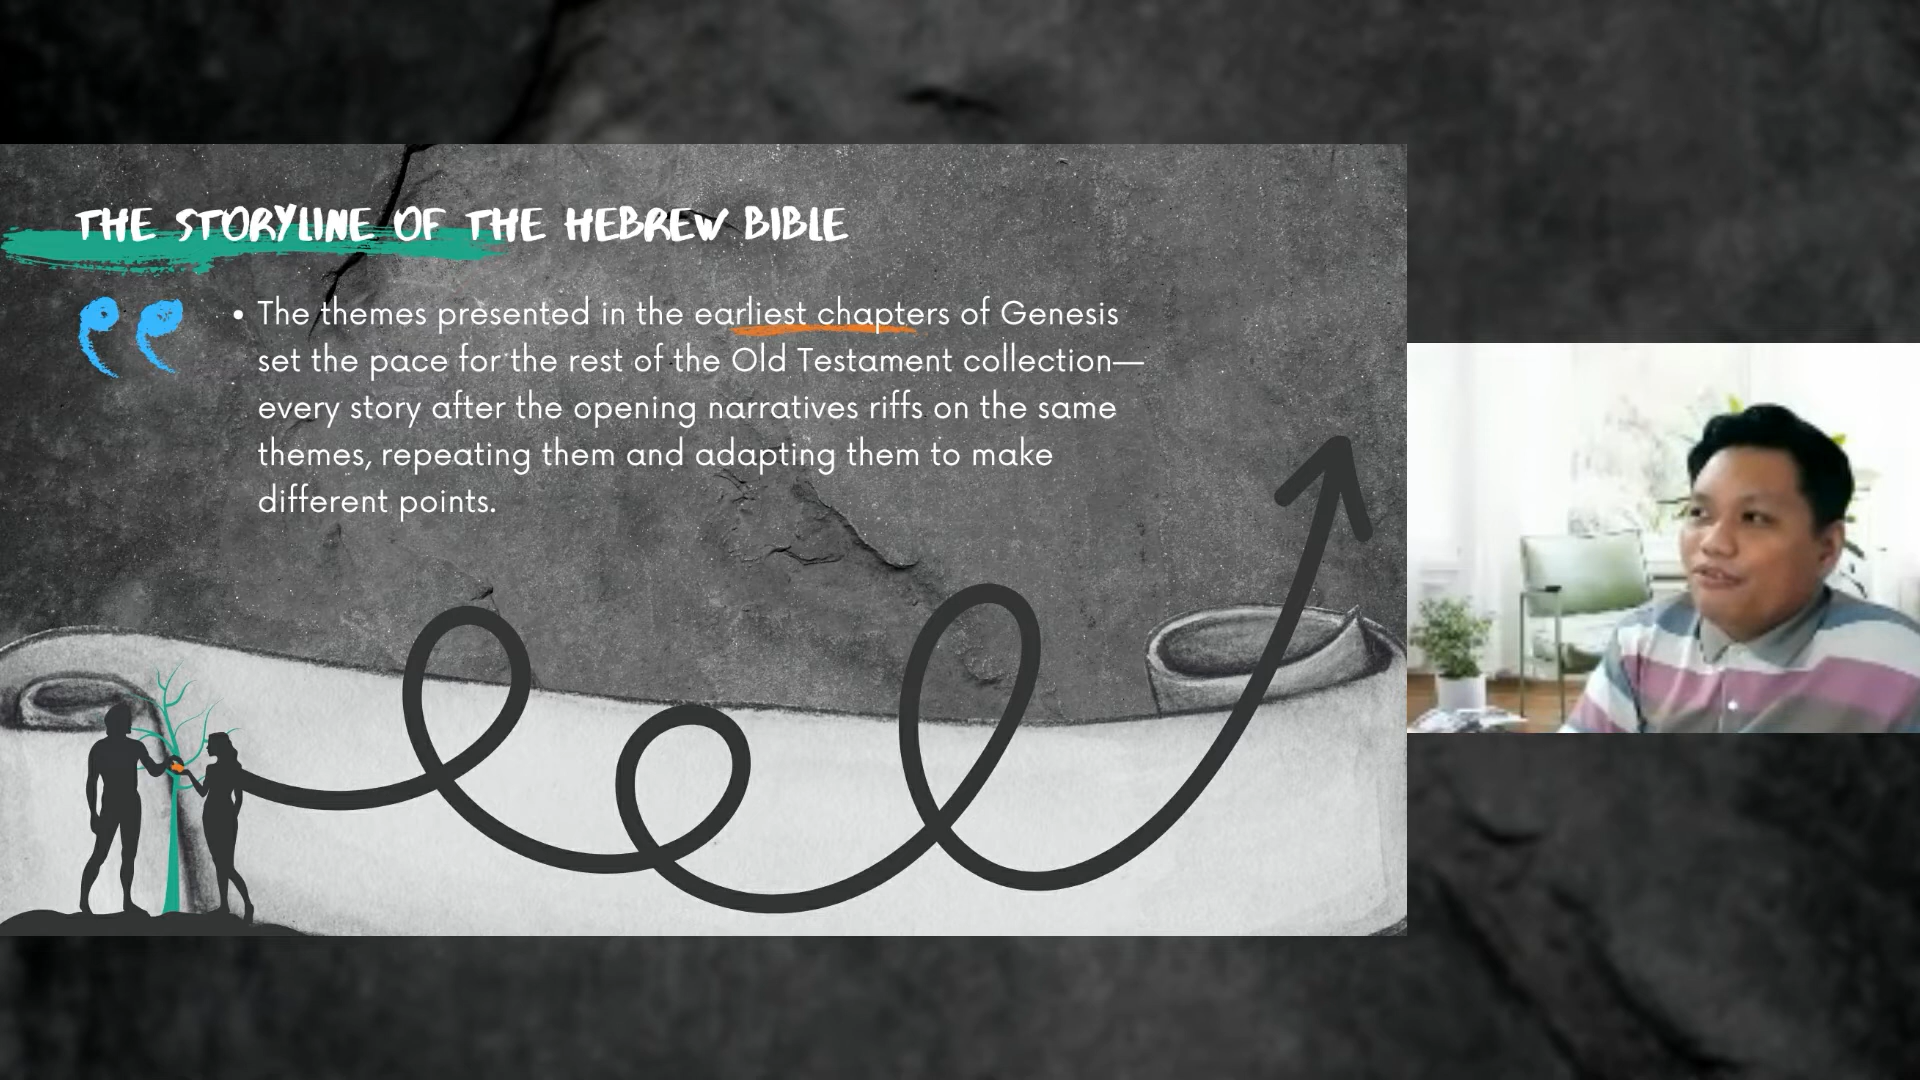 THE STORYLINE OF THE HEBREW BIBLE
• The themes presented in the earliest chapters of Genesis
set the pace for the rest of the Old Testament collection—
every story after the opening narratives riffs on the same
themes, repeating them and adapting them to make
different points.